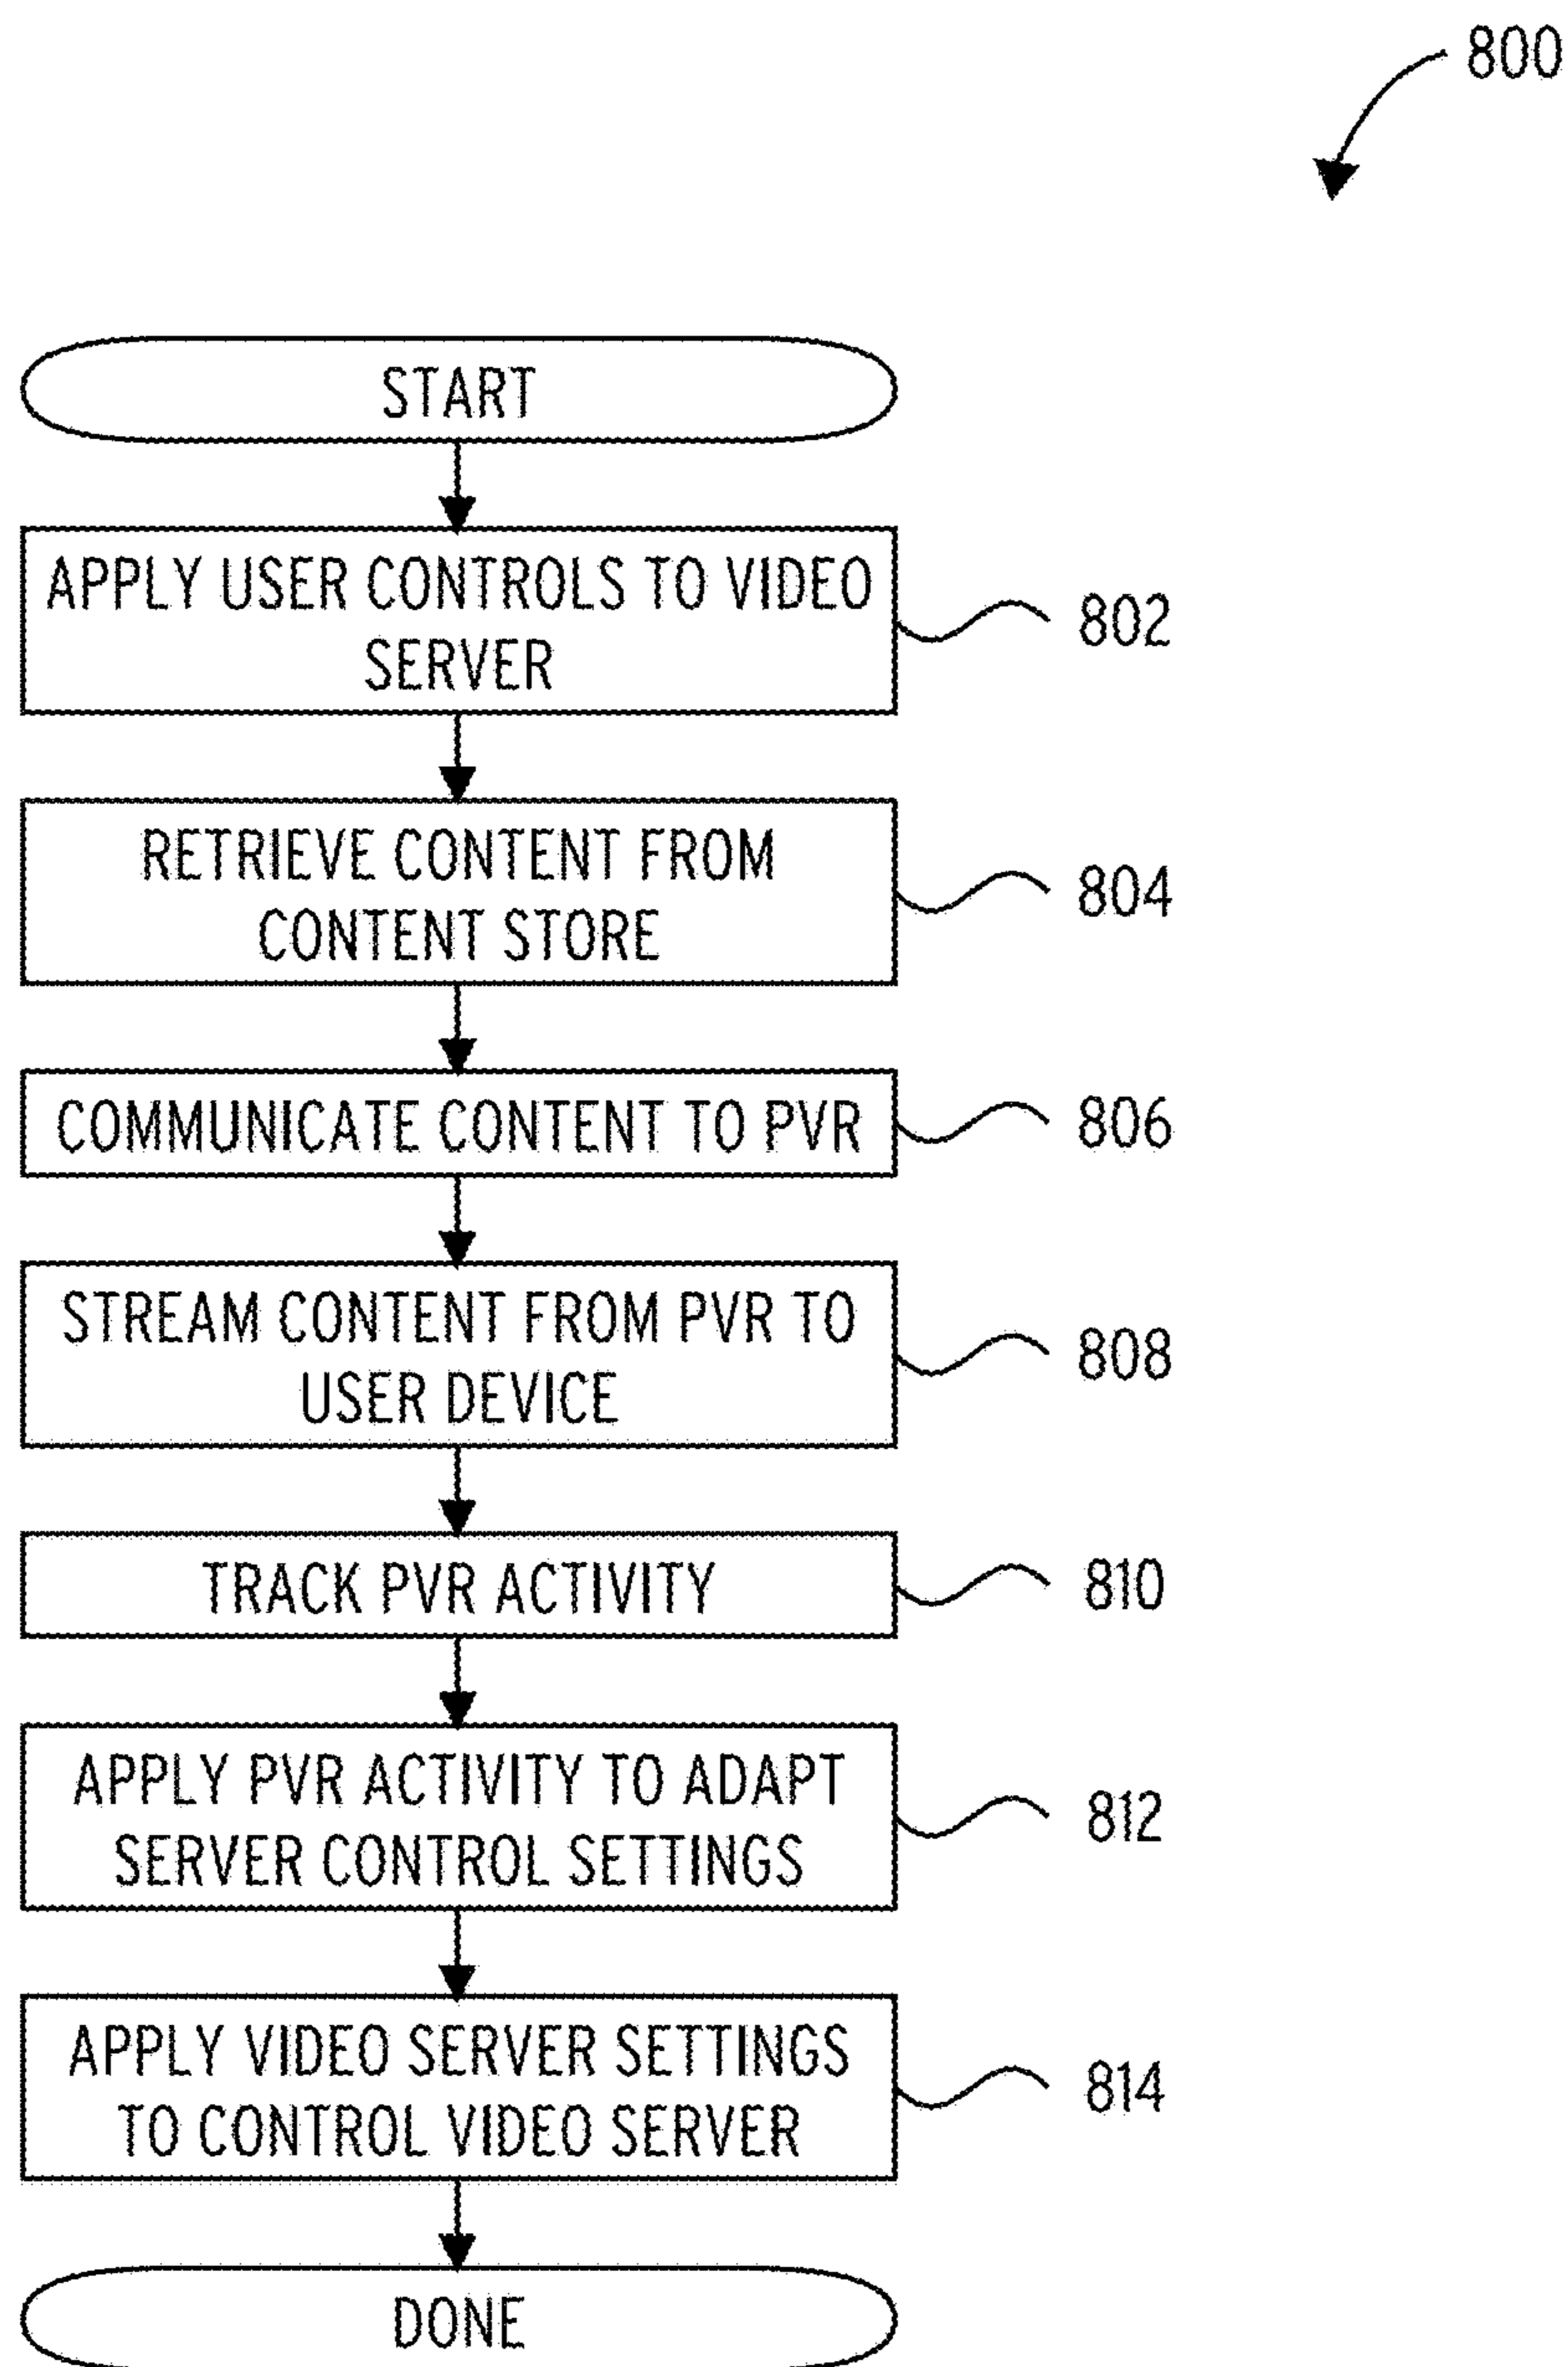 800
START
APPLY USER CONTROLS TO VIDEO
SERVER
802
RETRIEVE CONTENT FROM
CONTENT STORE
804
COMMUNICATE CONTENT TO PVR
806
STREAM CONTENT FROM PVR TO
USER DEVICE
808
TRACK PVR ACTIVITY
810
APPLY PVR ACTIVITY TO ADAPT
SERVER CONTROL SETTINGS
812
APPLY VIDEO SERVER SETTINGS
TO CONTROL VIDEO SERVER
814
DONE